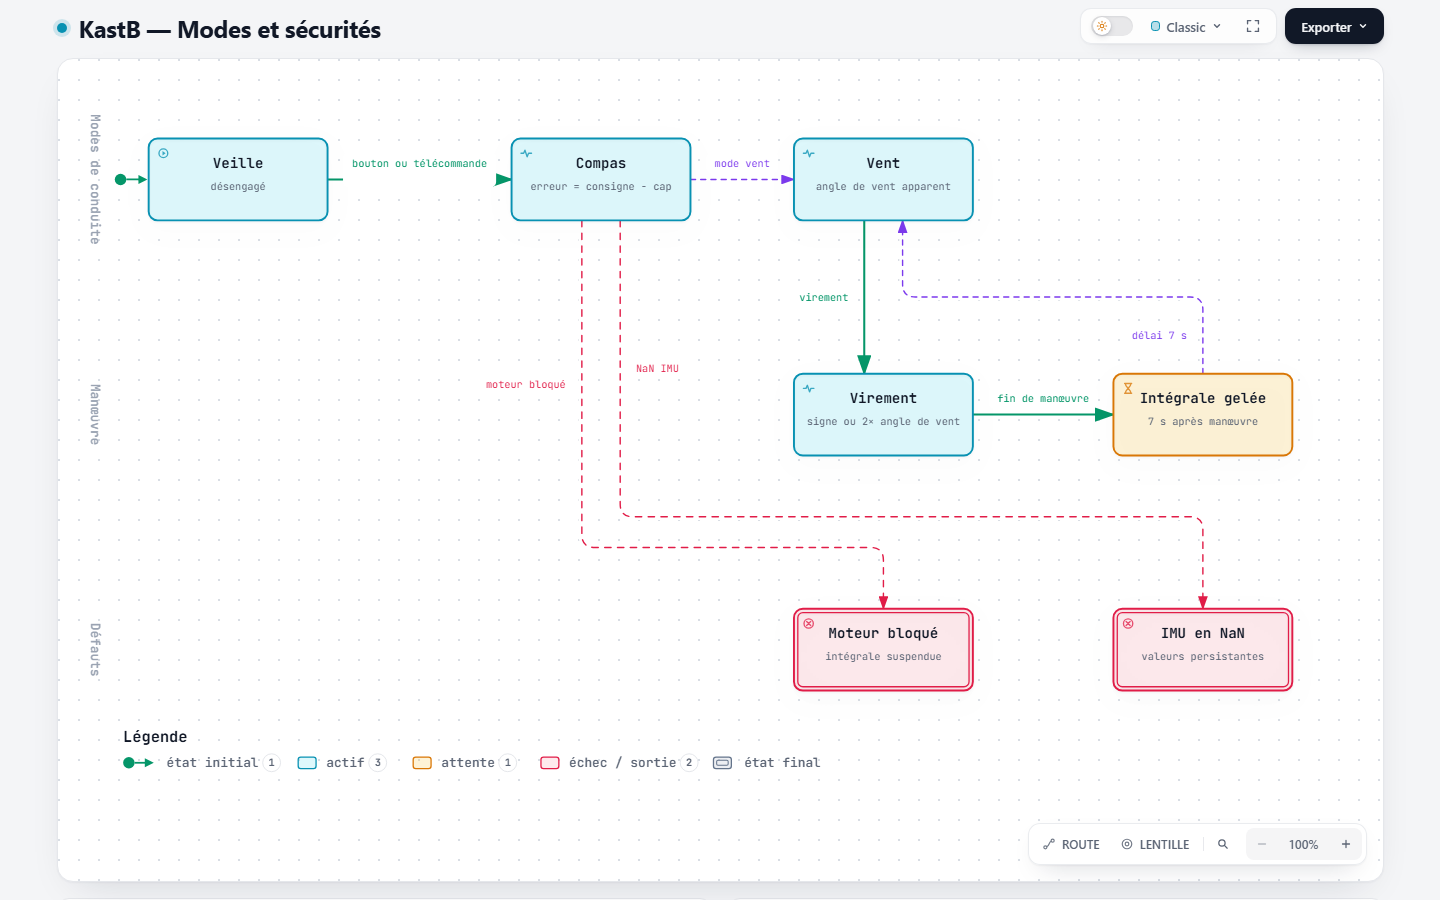 KastB — Modes et sécurités
Classic
Exporter
Modes de conduite
Veille
désengagé
bouton ou télécommande
Compas
erreur = consigne - cap
mode vent
Vent
angle de vent apparent
virement
délai 7 s
NaN IMU
moteur bloqué
Manœuvre
Virement
signe ou 2× angle de vent
fin de manœuvre
Intégrale gelée
7 s après manœuvre
Défauts
Moteur bloqué
intégrale suspendue
IMU en NaN
valeurs persistantes
Légende
état initial 1
actif 3
attente 1
échec / sortie 2
état final
ROUTE
LENTILLE
− 100% +